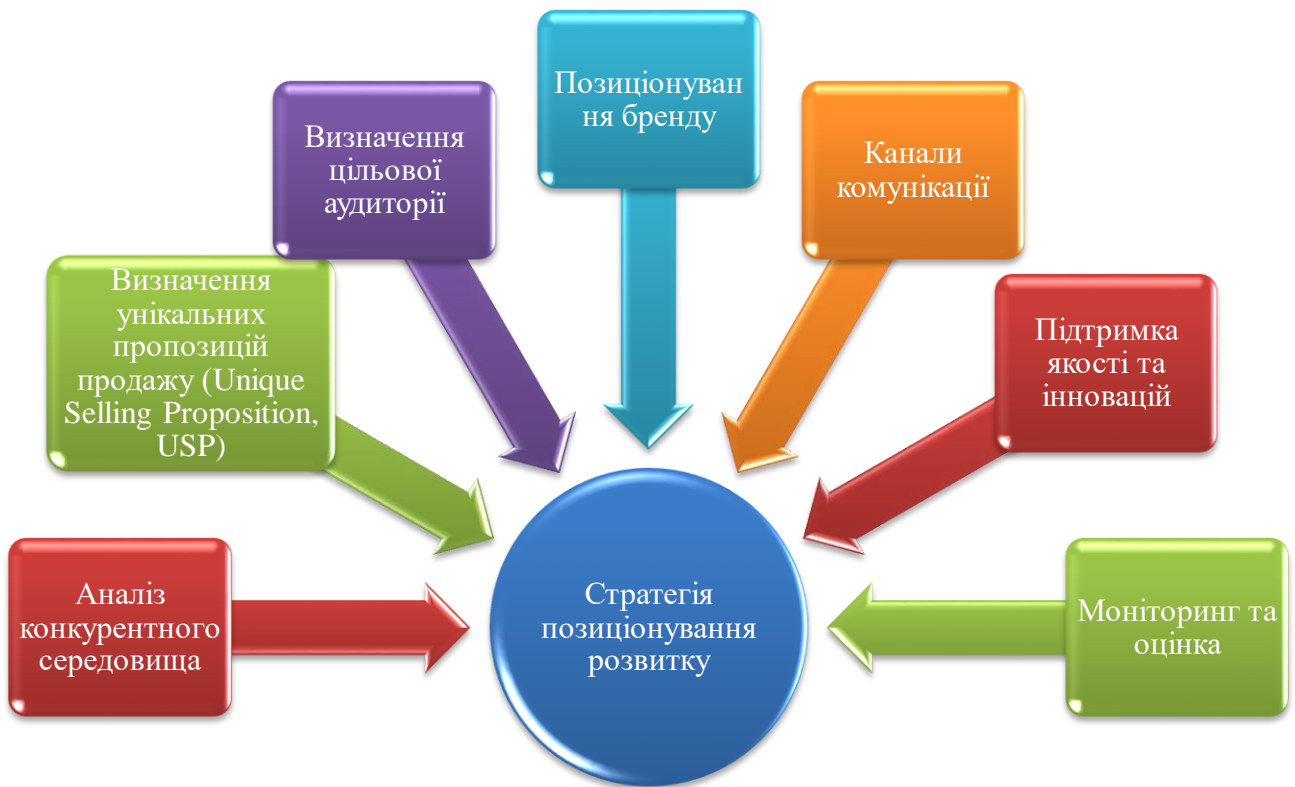 Позиціонуван
ня бренду
Визначення
цільової
аудиторії
Канали
комунікації
Визначення
унікальних
пропозицій
продажу (Unique
Selling Proposition,
USP)
Підтримка
якості та
інновацій
Аналіз
конкурентного
середовища
Стратегія
позиціонування
розвитку
Моніторинг та
оцінка